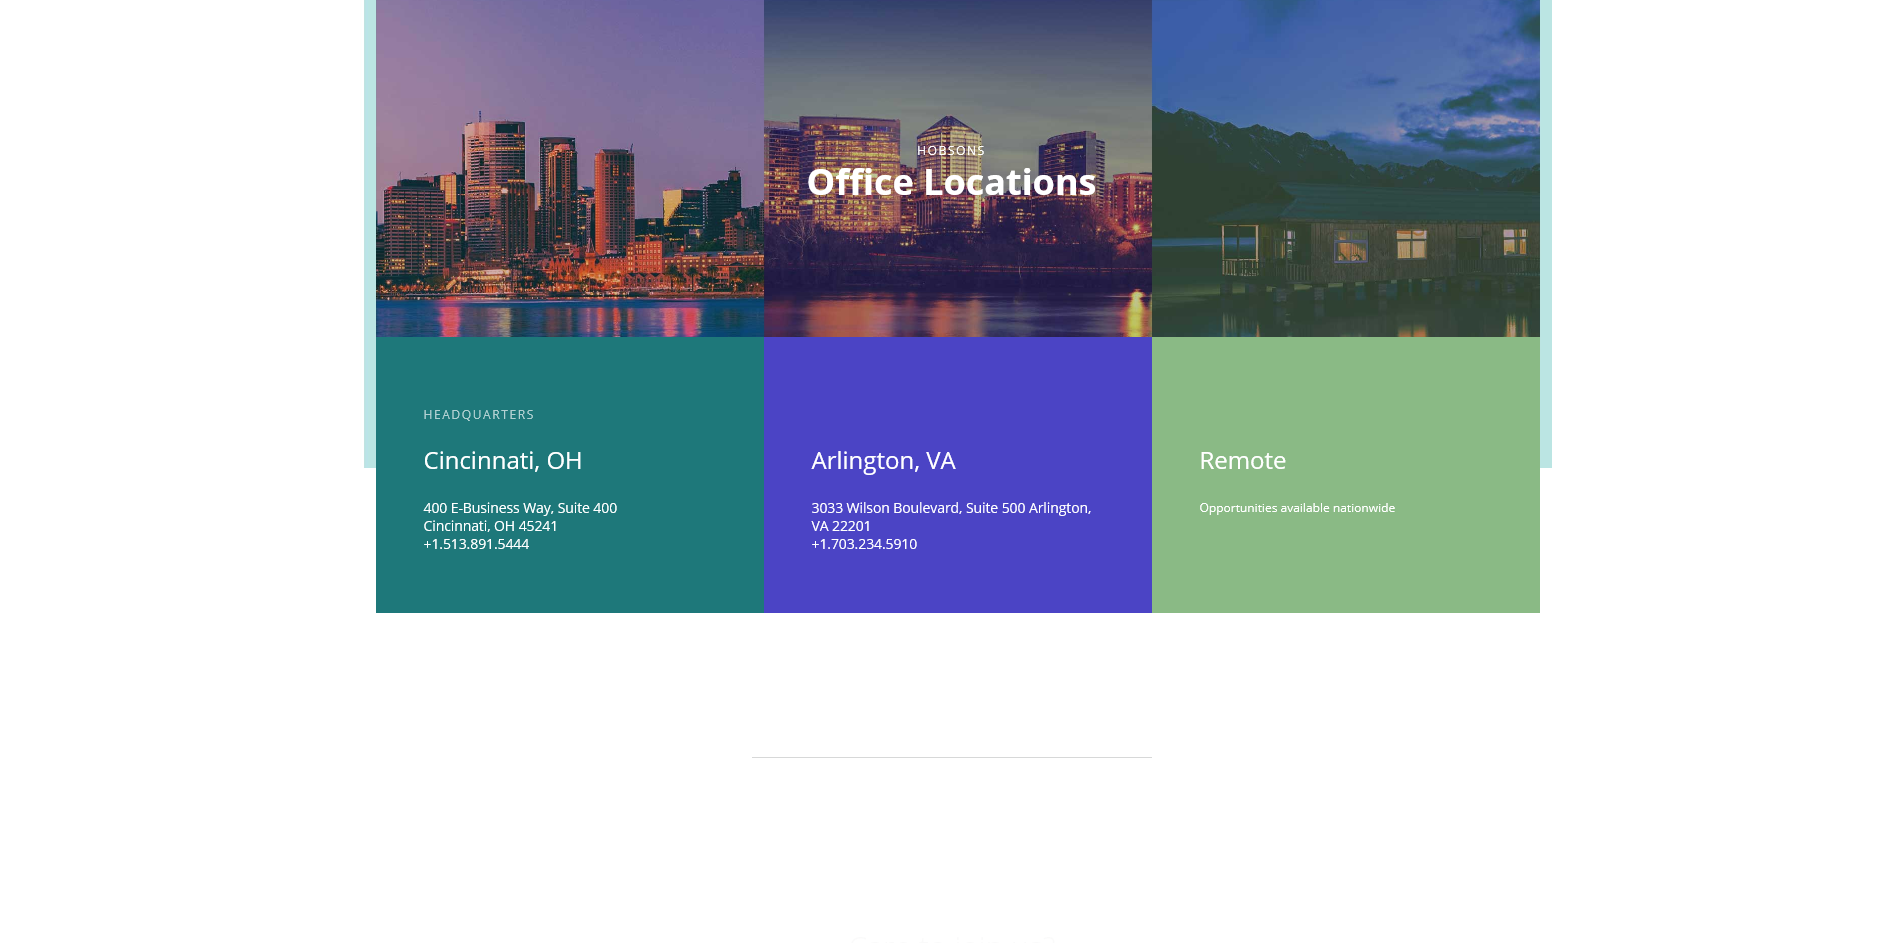 HOBSONS
Office Locations
HEADQUARTERS
Cincinnati, OH
400 E-Business Way, Suite 400
Cincinnati, OH 45241
+1.513.891.5444
Arlington, VA
3033 Wilson Boulevard, Suite 500 Arlington,
VA 22201
+1.703.234.5910
Remote
Opportunities available nationwide